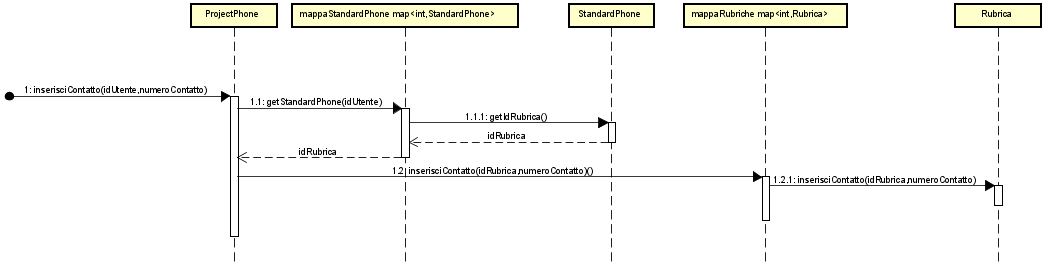 ProjectPhone
mappaStandardPhone map<int,StandardPhone>
StandardPhone
mappaRubriche map<int,Rubrica>
Rubrica
1: inserisciContatto(idUtente,numeroContatto)
1.1: getStandardPhone(idUtente)
1.1.1: getIdRubrica()
idRubrica
idRubrica
1.2: inserisciContatto(idRubrica,numeroContatto)()
1.2.1: inserisciContatto(idRubrica,numeroContatto)